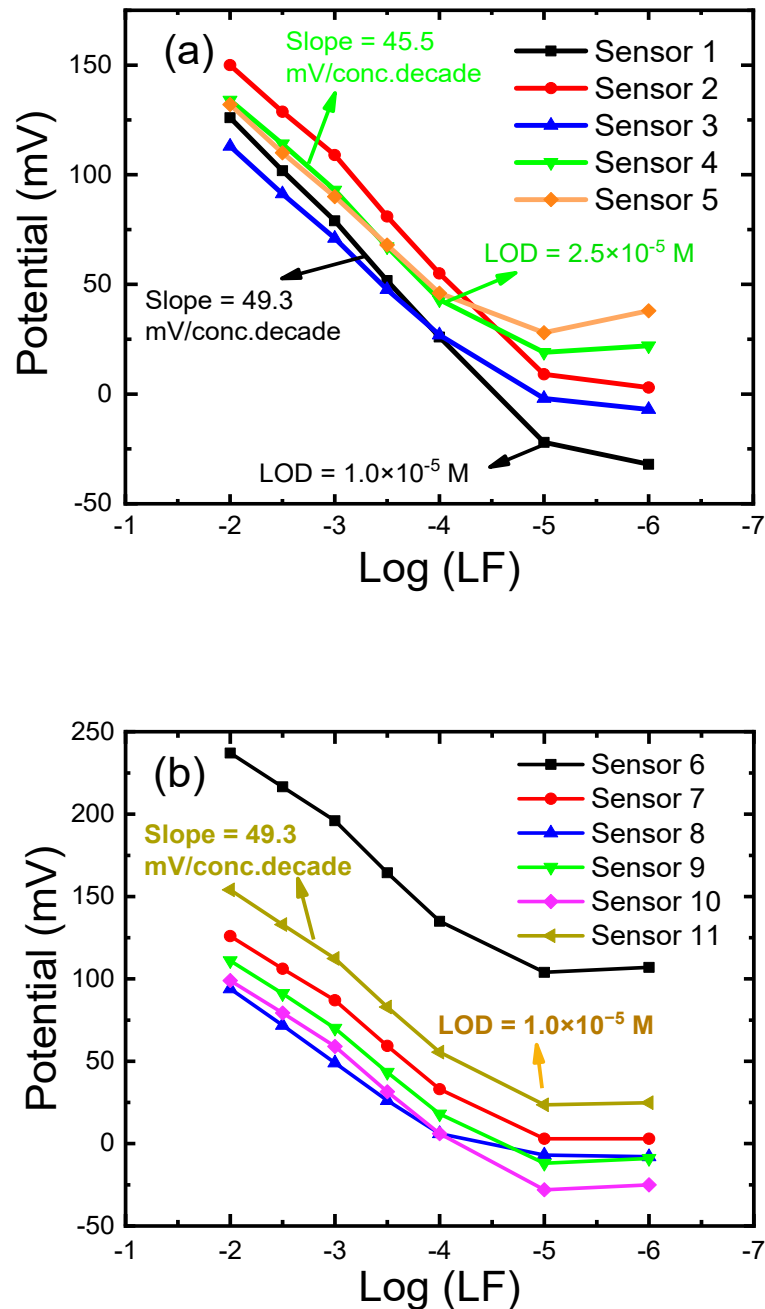 (a)
Slope = 45.5
mV/conc.decade
Sensor 1
Sensor 2
Sensor 3
Sensor 4
Sensor 5
LOD = 2.5×10⁻⁵ M
Slope = 49.3
mV/conc.decade
LOD = 1.0×10⁻⁵ M
150
100
50
0
-50
Potential (mV)
-1 -2 -3 -4 -5 -6 -7
Log (LF)
(b)
Sensor 6
Sensor 7
Sensor 8
Sensor 9
Sensor 10
Sensor 11
Slope = 49.3
mV/conc.decade
LOD = 1.0×10⁻⁵ M
250
200
150
100
50
0
-50
Potential (mV)
-1 -2 -3 -4 -5 -6 -7
Log (LF)